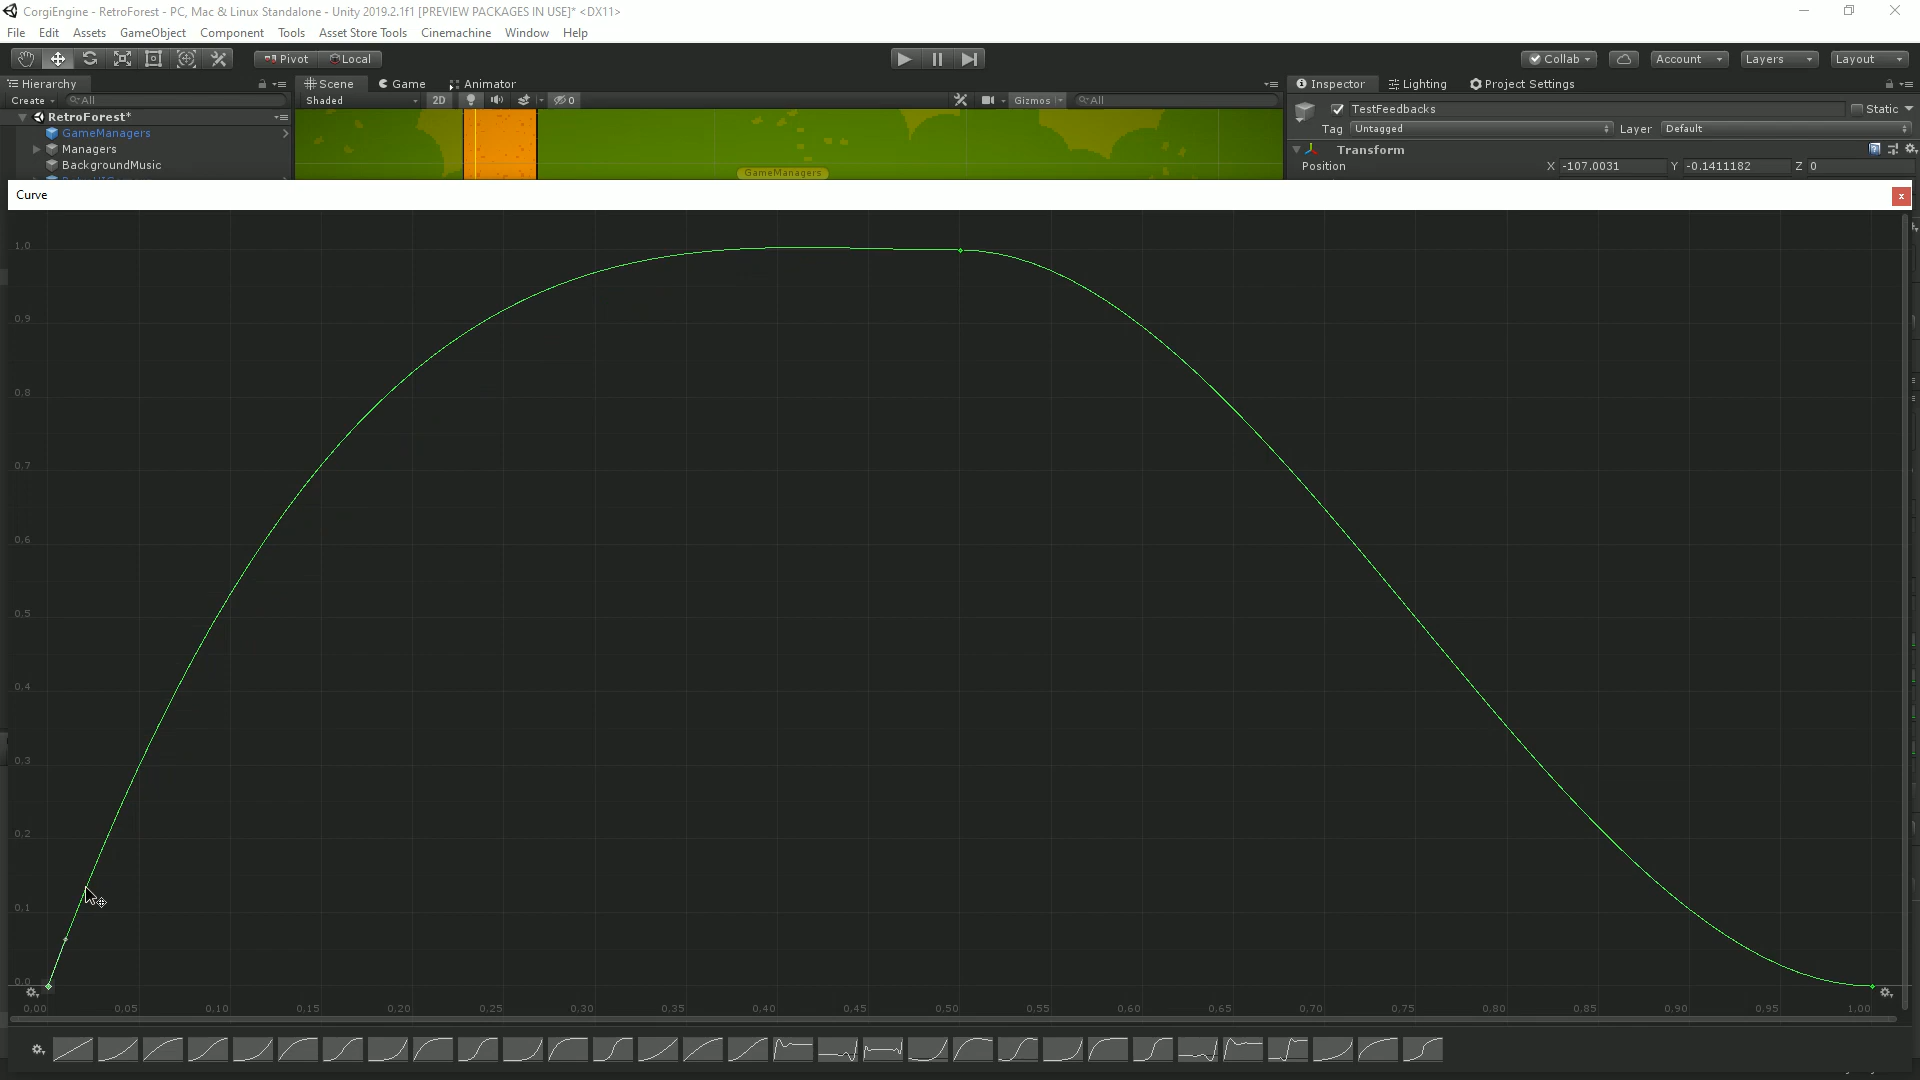 CorgiEngine - RetroForest - PC, Mac & Linux Standalone - Unity 2019.2.1f1 [PREVIEW PACKAGES IN USE]* <DX11>
File Edit Assets GameObject Component Tools Asset Store Tools Cinemachine Window Help
Pivot Local Collab Account Layers Layout
Hierarchy Scene Game Animator Inspector Lighting Project Settings
Create All Shaded 2D 0 Gizmos All
TestFeedbacks Static
RetroForest*
Tag Untagged Layer Default
GameManagers
Managers Transform
BackgroundMusic Position X -107.0031 Y -0.1411182 Z 0
GameManagers
Curve x
1.0
0.9
0.8
0.7
0.6
0.5
0.4
0.3
0.2
0.1
0.0
0.00 0.05 0.10 0.15 0.20 0.25 0.30 0.35 0.40 0.45 0.50 0.55 0.60 0.65 0.70 0.75 0.80 0.85 0.90 0.95 1.00